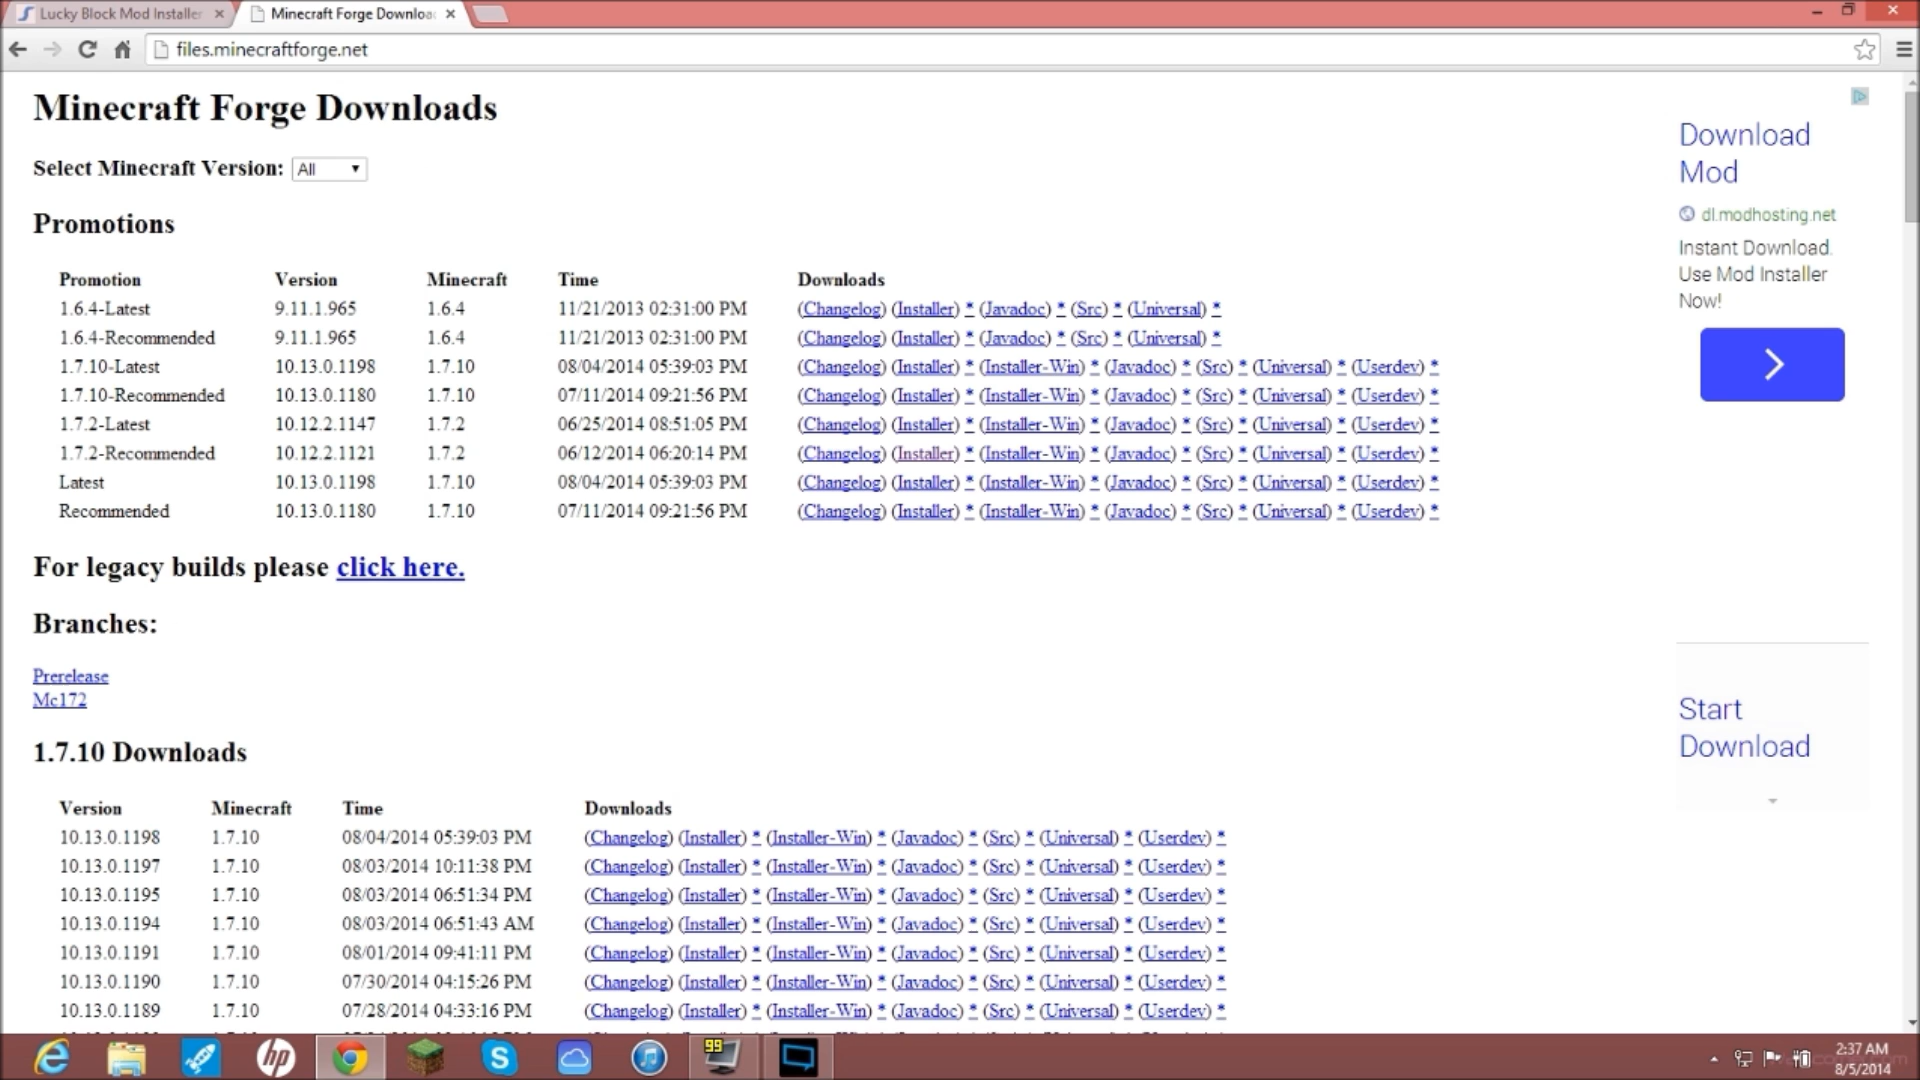 Lucky Block Mod Installer
Minecraft Forge Downloa
files.minecraftforge.net
Minecraft Forge Downloads
Select Minecraft Version: All
Promotions
Promotion Version Minecraft Time Downloads
1.6.4-Latest 9.11.1.965 1.6.4 11/21/2013 02:31:00 PM (Changelog) (Installer) * (Javadoc) * (Src) * (Universal) *
1.6.4-Recommended 9.11.1.965 1.6.4 11/21/2013 02:31:00 PM (Changelog) (Installer) * (Javadoc) * (Src) * (Universal) *
1.7.10-Latest 10.13.0.1198 1.7.10 08/04/2014 05:39:03 PM (Changelog) (Installer) * (Installer-Win) * (Javadoc) * (Src) * (Universal) * (Userdev) *
1.7.10-Recommended 10.13.0.1180 1.7.10 07/11/2014 09:21:56 PM (Changelog) (Installer) * (Installer-Win) * (Javadoc) * (Src) * (Universal) * (Userdev) *
1.7.2-Latest 10.12.2.1147 1.7.2 06/25/2014 08:51:05 PM (Changelog) (Installer) * (Installer-Win) * (Javadoc) * (Src) * (Universal) * (Userdev) *
1.7.2-Recommended 10.12.2.1121 1.7.2 06/12/2014 06:20:14 PM (Changelog) (Installer) * (Installer-Win) * (Javadoc) * (Src) * (Universal) * (Userdev) *
Latest 10.13.0.1198 1.7.10 08/04/2014 05:39:03 PM (Changelog) (Installer) * (Installer-Win) * (Javadoc) * (Src) * (Universal) * (Userdev) *
Recommended 10.13.0.1180 1.7.10 07/11/2014 09:21:56 PM (Changelog) (Installer) * (Installer-Win) * (Javadoc) * (Src) * (Universal) * (Userdev) *
For legacy builds please click here.
Branches:
Prerelease
Mc172
1.7.10 Downloads
Version Minecraft Time Downloads
10.13.0.1198 1.7.10 08/04/2014 05:39:03 PM (Changelog) (Installer) * (Installer-Win) * (Javadoc) * (Src) * (Universal) * (Userdev) *
10.13.0.1197 1.7.10 08/03/2014 10:11:38 PM (Changelog) (Installer) * (Installer-Win) * (Javadoc) * (Src) * (Universal) * (Userdev) *
10.13.0.1195 1.7.10 08/03/2014 06:51:34 PM (Changelog) (Installer) * (Installer-Win) * (Javadoc) * (Src) * (Universal) * (Userdev) *
10.13.0.1194 1.7.10 08/03/2014 06:51:43 AM (Changelog) (Installer) * (Installer-Win) * (Javadoc) * (Src) * (Universal) * (Userdev) *
10.13.0.1191 1.7.10 08/01/2014 09:41:11 PM (Changelog) (Installer) * (Installer-Win) * (Javadoc) * (Src) * (Universal) * (Userdev) *
10.13.0.1190 1.7.10 07/30/2014 04:15:26 PM (Changelog) (Installer) * (Installer-Win) * (Javadoc) * (Src) * (Universal) * (Userdev) *
10.13.0.1189 1.7.10 07/28/2014 04:33:16 PM (Changelog) (Installer) * (Installer-Win) * (Javadoc) * (Src) * (Universal) * (Userdev) *
Download
Mod
dl.modhosting.net
Instant Download.
Use Mod Installer
Now!
Start
Download
hp
S
99
2:37 AM
8/5/2014